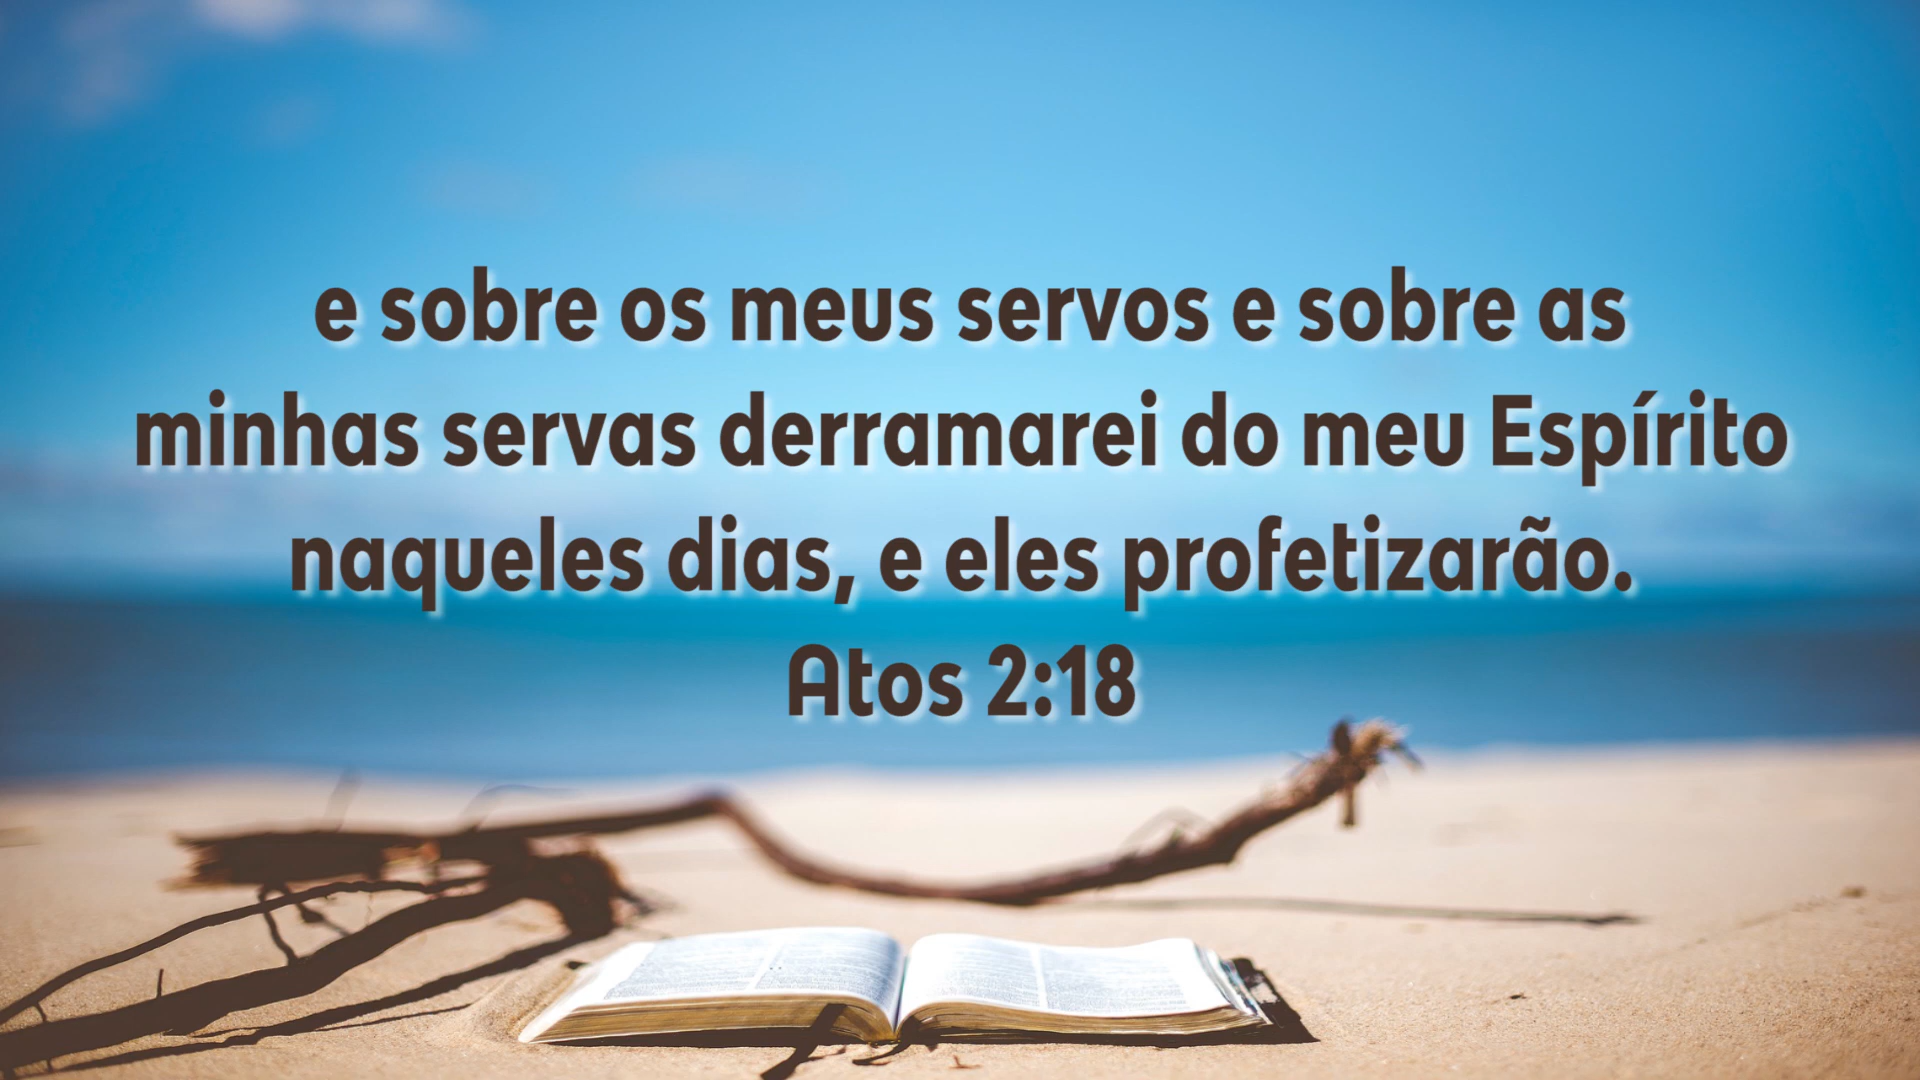 e sobre os meus servos e sobre as
minhas servas derramarei do meu Espírito
naqueles dias, e eles profetizarão.
Atos 2:18